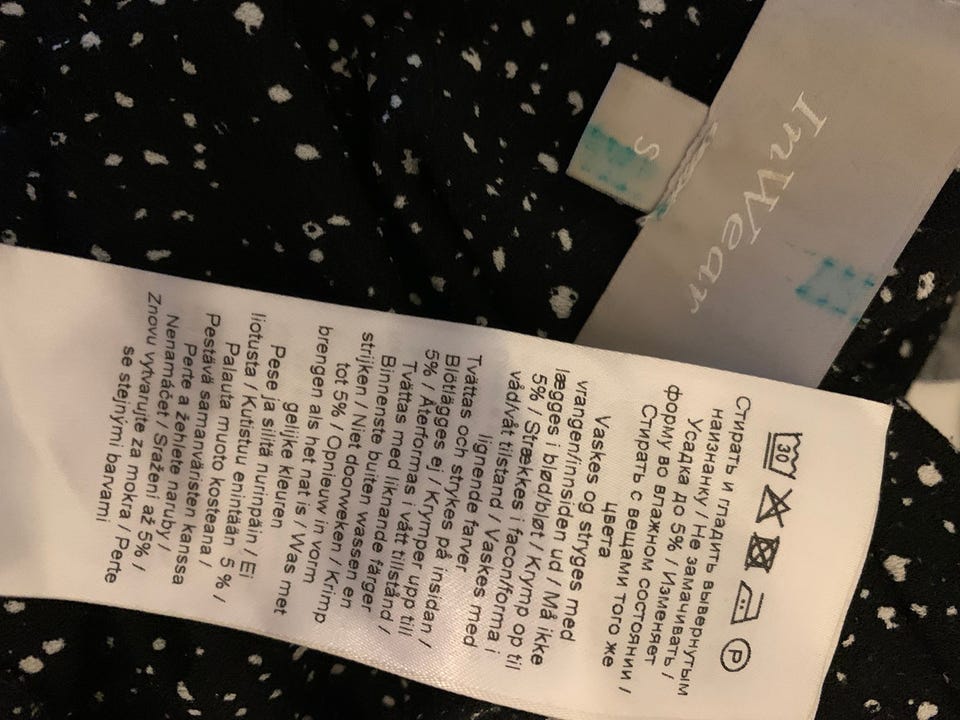 InWear
S
30
P
Стирать и гладить вывернутым
наизнанку / Не замачивать /
Усадка до 5% / Изменяет
форму во влажном состоянии /
Стирать с вещами того же
цвета
Vaskes og stryges med
vrangen/innsiden ud / Må ikke
lægges i blød/bløt / Krymp op til
5% / Strækkes i facon/forma i
våd/våt tilstand / Vaskes med
lignende farver
Tvättas och strykes på insidan /
Blötlägges ej / Krymper upp till
5% / Återformas i vått tillstånd /
Tvättas med liknande färger
Binnenste buiten wassen en
strijken / Niet doorweken / Krimp
tot 5% / Opnieuw in vorm
brengen als het nat is / Was met
gelijke kleuren
Pese ja silitä nurinpäin / Ei
liotusta / Kutistuu enintään 5% /
Palauta muoto kosteana /
Pestävä samanväristen kanssa
Perte a žehlete naruby /
Nenamáčet / Sražení až 5% /
Znovu vytvarujte za mokra / Perte
se stejnými barvami